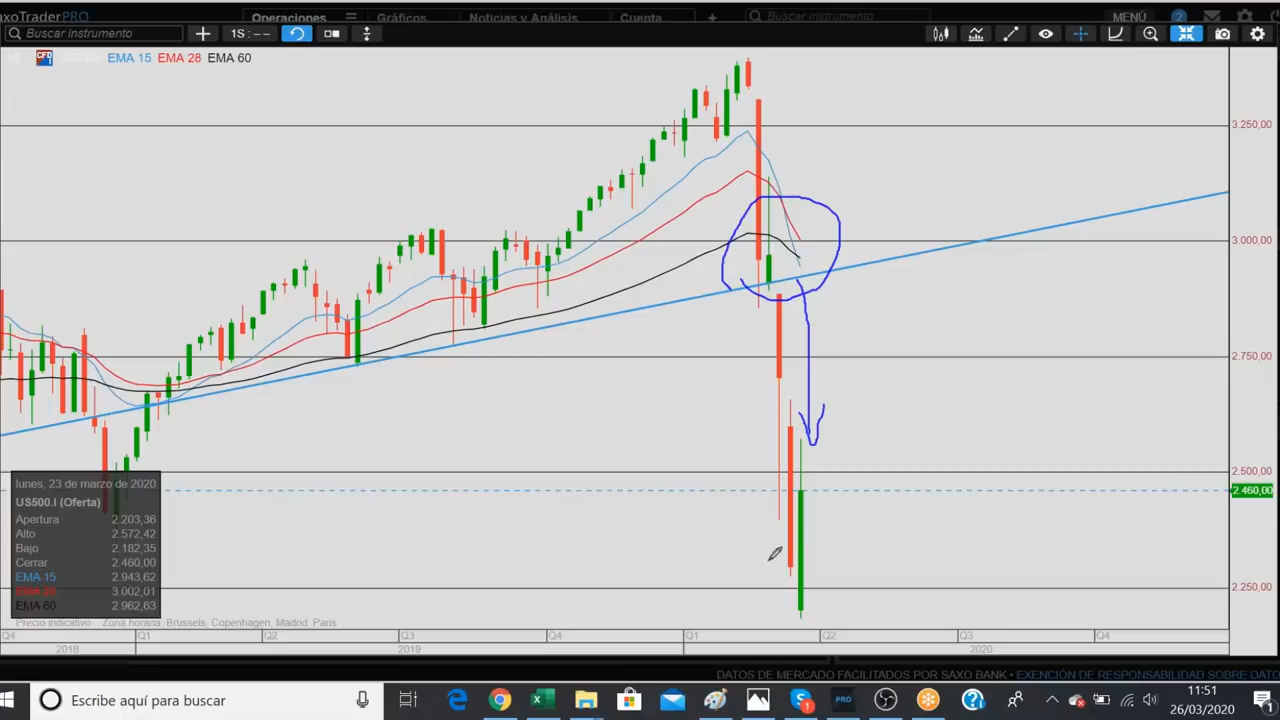 axoTraderPRO
Operaciones
Gráficos
Noticias y Análisis
Cuenta
+
Buscar instrumento
MENÚ
?
Buscar instrumento
1S : – –
CFD
EMA 15 EMA 28 EMA 60
3.250,00
3.000,00
2.750,00
2.500,00
2.460,00
2.250,00
lunes, 23 de marzo de 2020
US500.I (Oferta)
Apertura 2.203,36
Alto 2.572,42
Bajo 2.182,35
Cerrar 2.460,00
EMA 15 2.943,62
EMA 28 3.002,01
EMA 60 2.962,63
Precio indicativo Zona horaria: Brussels, Copenhagen, Madrid, Paris
Q4 Q1 Q2 Q3 Q4 Q1 Q2 Q3 Q4
2018 2019 2020
DATOS DE MERCADO FACILITADOS POR SAXO BANK • EXENCIÓN DE RESPONSABILIDAD SOBRE DAT
Escribe aquí para buscar
PRO
11:51
26/03/2020